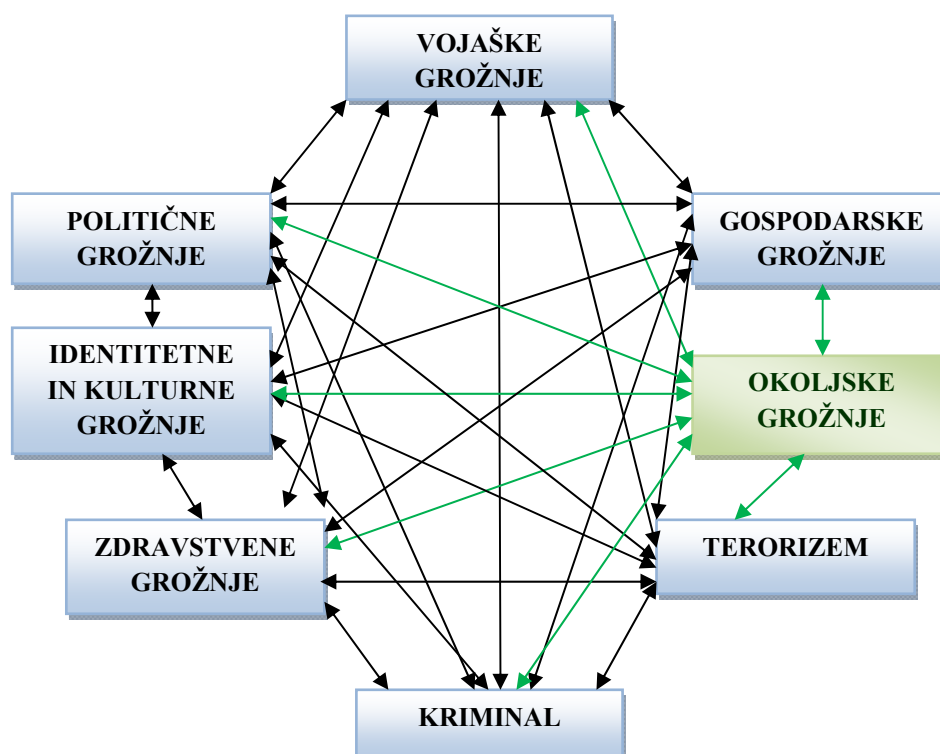 VOJAŠKE
GROŽNJE
POLITIČNE
GROŽNJE
GOSPODARSKE
GROŽNJE
IDENTITETNE
IN KULTURNE
GROŽNJE
OKOLJSKE
GROŽNJE
ZDRAVSTVENE
GROŽNJE
TERORIZEM
KRIMINAL